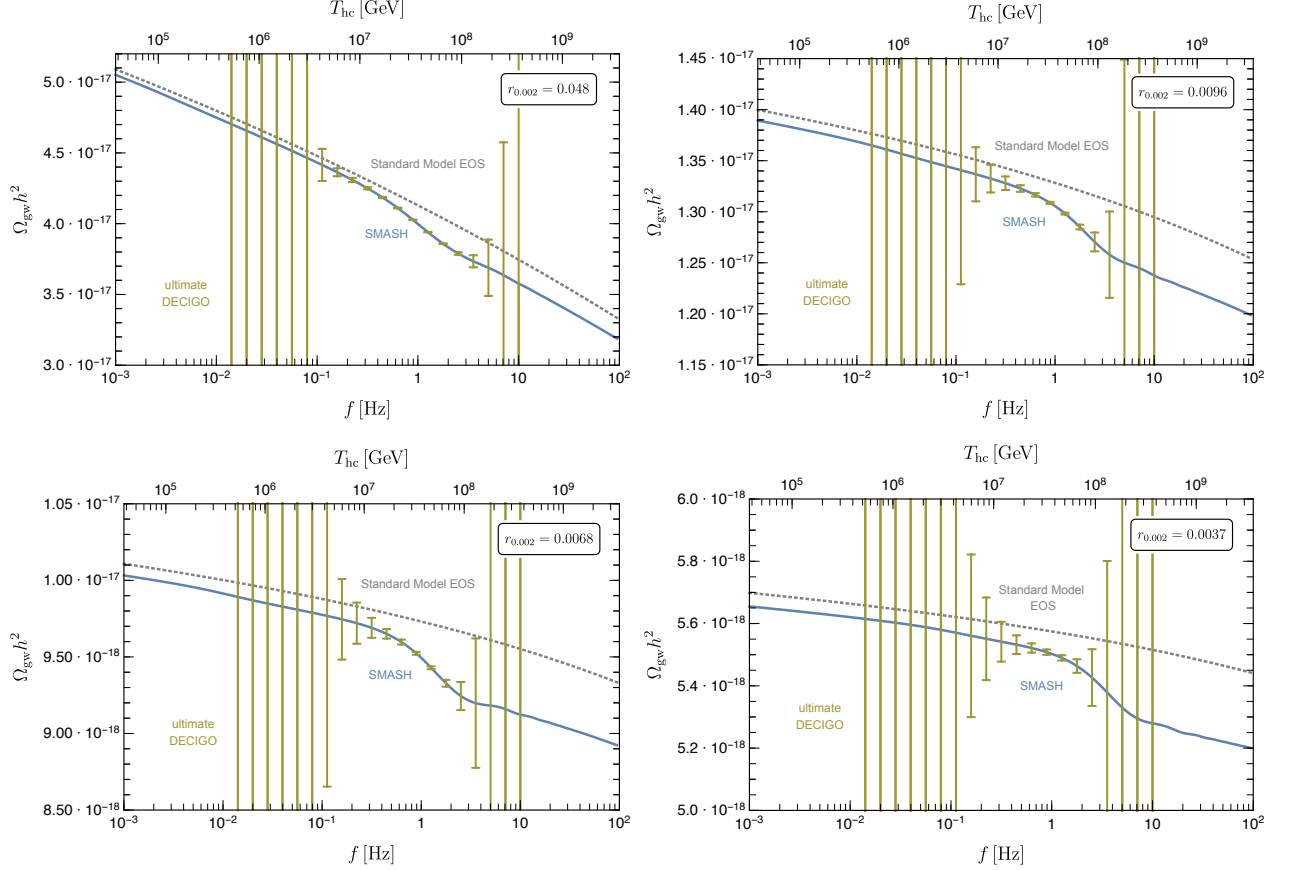 T_hc [GeV]
10^5 10^6 10^7 10^8 10^9
5.0 · 10^-17
4.5 · 10^-17
4.0 · 10^-17
3.5 · 10^-17
3.0 · 10^-17
Ω_gw h^2
r_0.002 = 0.048
Standard Model EOS
SMASH
ultimate
DECIGO
10^-3 10^-2 10^-1 1 10 10^2
f [Hz]
T_hc [GeV]
10^5 10^6 10^7 10^8 10^9
1.45 · 10^-17
1.40 · 10^-17
1.35 · 10^-17
1.30 · 10^-17
1.25 · 10^-17
1.20 · 10^-17
1.15 · 10^-17
Ω_gw h^2
r_0.002 = 0.0096
Standard Model EOS
SMASH
ultimate
DECIGO
10^-3 10^-2 10^-1 1 10 10^2
f [Hz]
T_hc [GeV]
10^5 10^6 10^7 10^8 10^9
1.05 · 10^-17
1.00 · 10^-17
9.50 · 10^-18
9.00 · 10^-18
8.50 · 10^-18
Ω_gw h^2
r_0.002 = 0.0068
Standard Model EOS
SMASH
ultimate
DECIGO
10^-3 10^-2 10^-1 1 10 10^2
f [Hz]
T_hc [GeV]
10^5 10^6 10^7 10^8 10^9
6.0 · 10^-18
5.8 · 10^-18
5.6 · 10^-18
5.4 · 10^-18
5.2 · 10^-18
5.0 · 10^-18
Ω_gw h^2
r_0.002 = 0.0037
Standard Model
EOS
SMASH
ultimate
DECIGO
10^-3 10^-2 10^-1 1 10 10^2
f [Hz]